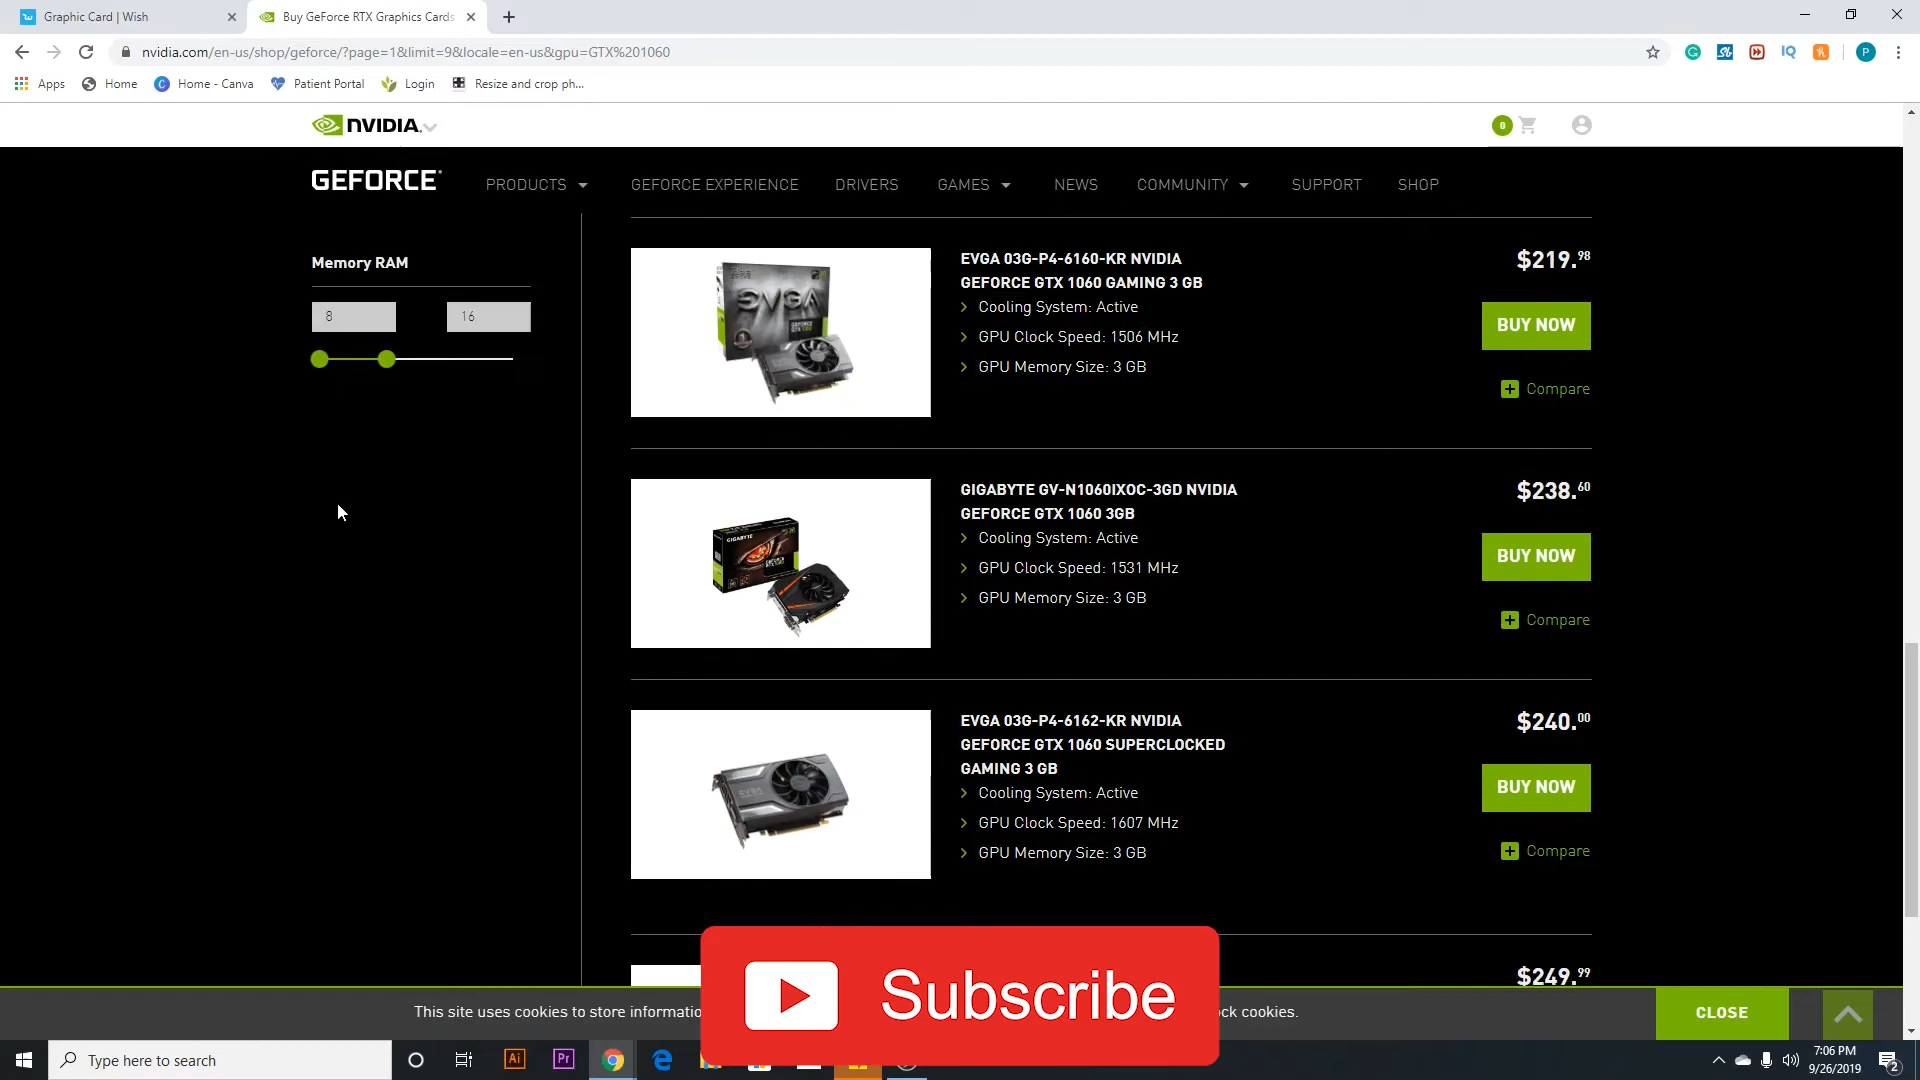 Graphic Card | Wish
Buy GeForce RTX Graphics Cards
nvidia.com/en-us/shop/geforce/?page=1&limit=9&locale=en-us&gpu=GTX%201060
Apps
Home
Home - Canva
Patient Portal
Login
Resize and crop ph...
P
NVIDIA.
0
GEFORCE
PRODUCTS
GEFORCE EXPERIENCE
DRIVERS
GAMES
NEWS
COMMUNITY
SUPPORT
SHOP
Memory RAM
8
16
EVGA 03G-P4-6160-KR NVIDIA
GEFORCE GTX 1060 GAMING 3 GB
Cooling System: Active
GPU Clock Speed: 1506 MHz
GPU Memory Size: 3 GB
$219.98
BUY NOW
Compare
EVGA
GIGABYTE GV-N1060IXOC-3GD NVIDIA
GEFORCE GTX 1060 3GB
Cooling System: Active
GPU Clock Speed: 1531 MHz
GPU Memory Size: 3 GB
$238.60
BUY NOW
Compare
GIGABYTE
EVGA 03G-P4-6162-KR NVIDIA
GEFORCE GTX 1060 SUPERCLOCKED
GAMING 3 GB
Cooling System: Active
GPU Clock Speed: 1607 MHz
GPU Memory Size: 3 GB
$240.00
BUY NOW
Compare
$249.99
This site uses cookies to store informatio
ck cookies.
CLOSE
Subscribe
Type here to search
Ai
Pr
7:06 PM
9/26/2019
2